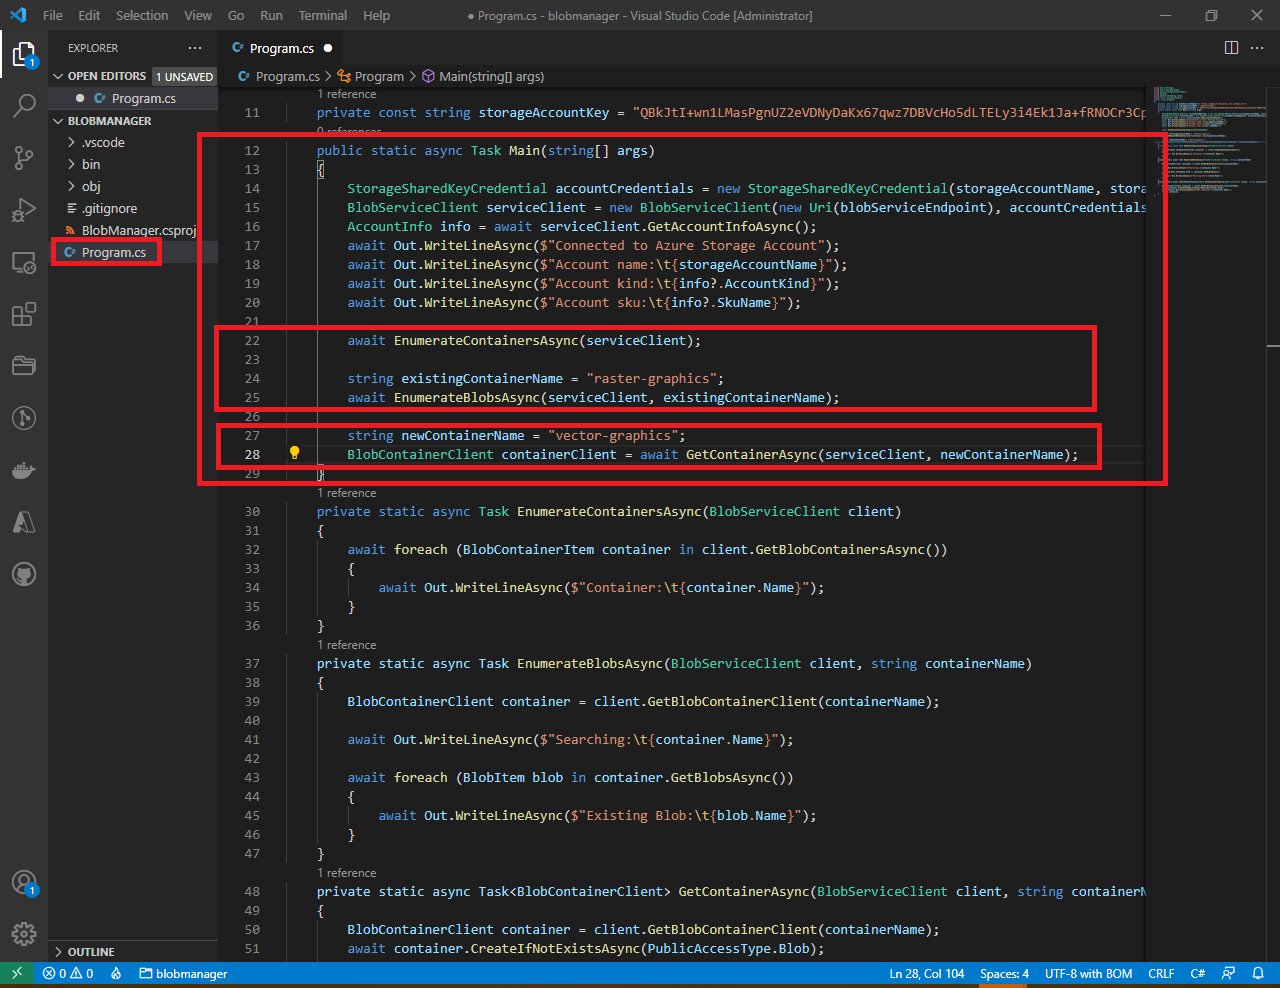 File Edit Selection View Go Run Terminal Help
● Program.cs - blobmanager - Visual Studio Code [Administrator]
EXPLORER
OPEN EDITORS 1 UNSAVED
Program.cs
BLOBMANAGER
.vscode
bin
obj
.gitignore
BlobManager.csproj
Program.cs
OUTLINE
Program.cs
Program.cs > Program > Main(string[] args)
1 reference
11 private const string storageAccountKey = "QBkJtI+wn1LMasPgnUZ2eVDNyDaKx67qwz7DBVcHo5dLTELy3i4Ek1Ja+fRNOCr3Cp
0 references
12 public static async Task Main(string[] args)
13 {
14 StorageSharedKeyCredential accountCredentials = new StorageSharedKeyCredential(storageAccountName, stora
15 BlobServiceClient serviceClient = new BlobServiceClient(new Uri(blobServiceEndpoint), accountCredentials
16 AccountInfo info = await serviceClient.GetAccountInfoAsync();
17 await Out.WriteLineAsync($"Connected to Azure Storage Account");
18 await Out.WriteLineAsync($"Account name:\t{storageAccountName}");
19 await Out.WriteLineAsync($"Account kind:\t{info?.AccountKind}");
20 await Out.WriteLineAsync($"Account sku:\t{info?.SkuName}");
21
22 await EnumerateContainersAsync(serviceClient);
23
24 string existingContainerName = "raster-graphics";
25 await EnumerateBlobsAsync(serviceClient, existingContainerName);
26
27 string newContainerName = "vector-graphics";
28 BlobContainerClient containerClient = await GetContainerAsync(serviceClient, newContainerName);
29 }
1 reference
30 private static async Task EnumerateContainersAsync(BlobServiceClient client)
31 {
32 await foreach (BlobContainerItem container in client.GetBlobContainersAsync())
33 {
34 await Out.WriteLineAsync($"Container:\t{container.Name}");
35 }
36 }
1 reference
37 private static async Task EnumerateBlobsAsync(BlobServiceClient client, string containerName)
38 {
39 BlobContainerClient container = client.GetBlobContainerClient(containerName);
40
41 await Out.WriteLineAsync($"Searching:\t{container.Name}");
42
43 await foreach (BlobItem blob in container.GetBlobsAsync())
44 {
45 await Out.WriteLineAsync($"Existing Blob:\t{blob.Name}");
46 }
47 }
1 reference
48 private static async Task<BlobContainerClient> GetContainerAsync(BlobServiceClient client, string containerN
49 {
50 BlobContainerClient container = client.GetBlobContainerClient(containerName);
51 await container.CreateIfNotExistsAsync(PublicAccessType.Blob);
1
1
0 0 blobmanager Ln 28, Col 104 Spaces: 4 UTF-8 with BOM CRLF C#